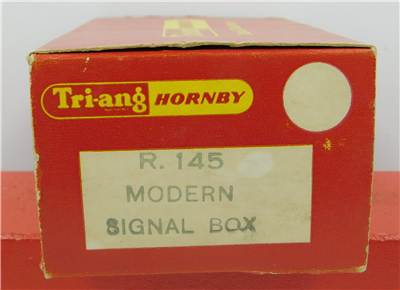 Tri-ang HORNBY
R. 145
MODERN
SIGNAL BOX